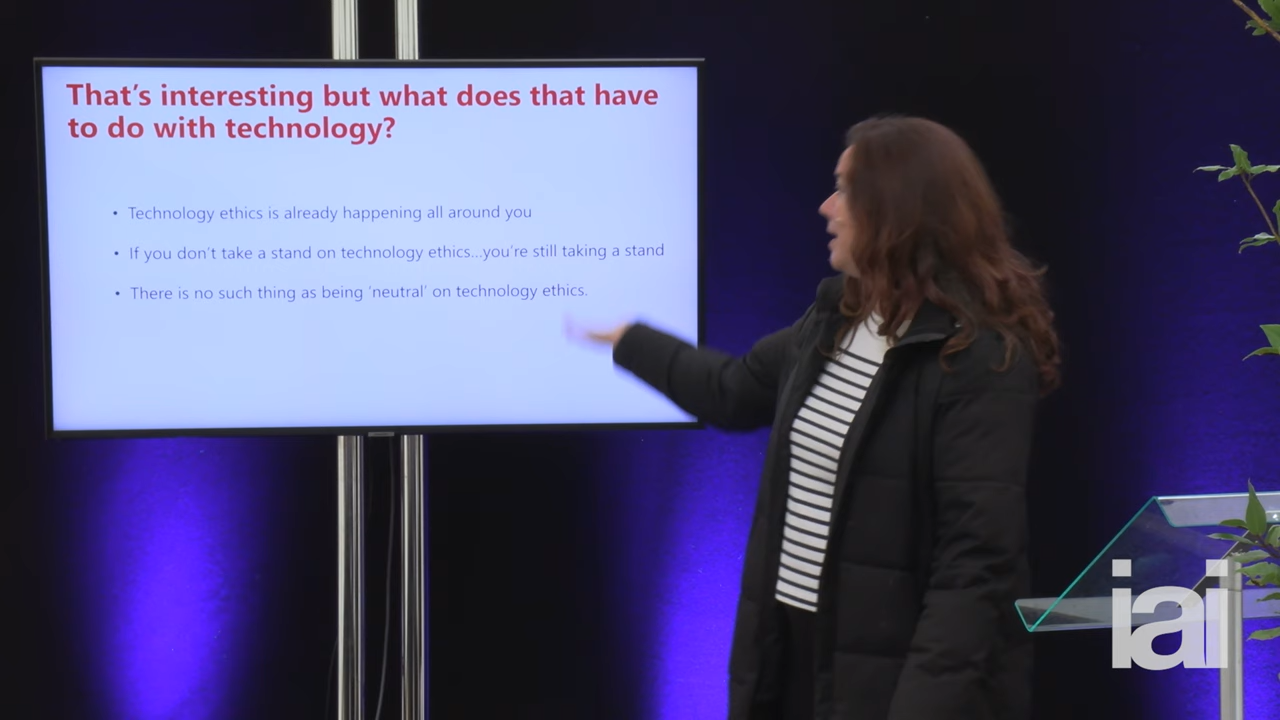 That's interesting but what does that have
to do with technology?
• Technology ethics is already happening all around you
• If you don't take a stand on technology ethics...you're still taking a stand
• There is no such thing as being 'neutral' on technology ethics.
iai